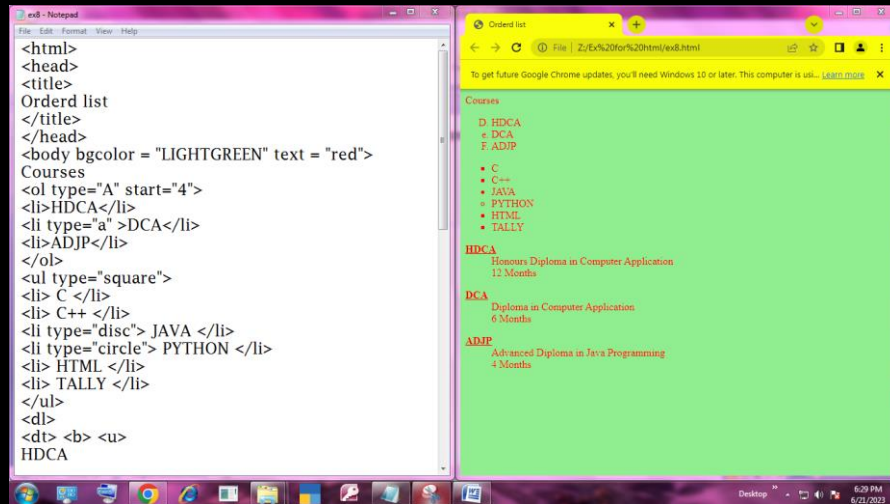 ex8 - Notepad
File Edit Format View Help
<html>
<head>
<title>
Orderd list
</title>
</head>
<body bgcolor = "LIGHTGREEN" text = "red">
Courses
<ol type="A" start="4">
<li>HDCA</li>
<li type="a" >DCA</li>
<li>ADJP</li>
</ol>
<ul type="square">
<li> C </li>
<li> C++ </li>
<li type="disc"> JAVA </li>
<li type="circle"> PYTHON </li>
<li> HTML </li>
<li> TALLY </li>
</ul>
<dl>
<dt> <b> <u>
HDCA
Orderd list
File Z:/Ex%20for%20html/ex8.html
To get future Google Chrome updates, you'll need Windows 10 or later. This computer is usi... Learn more
Courses
D. HDCA
e. DCA
F. ADJP
C
C++
JAVA
PYTHON
HTML
TALLY
HDCA
Honours Diploma in Computer Application
12 Months
DCA
Diploma in Computer Application
6 Months
ADJP
Advanced Diploma in Java Programming
4 Months
Desktop
6:29 PM
6/21/2023